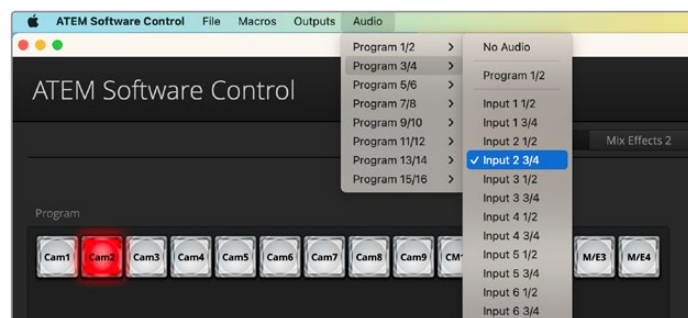 ATEM Software Control File Macros Outputs Audio
Program 1/2 > No Audio
Program 3/4 > Program 1/2
ATEM Software Control
Program 5/6 >
Program 7/8 > Input 1 1/2
Program 9/10 > Input 1 3/4
Program 11/12 > Input 2 1/2
Mix Effects 2
Program 13/14 > ✓ Input 2 3/4
Program 15/16 > Input 3 1/2
Input 3 3/4
Program
Input 4 1/2
Input 4 3/4
Cam1 Cam2 Cam3 Cam4 Cam5 Cam6 Cam7 Cam8 Cam9 Input 5 1/2 M/E3 M/E4
Input 5 3/4
Input 6 1/2
Input 6 3/4